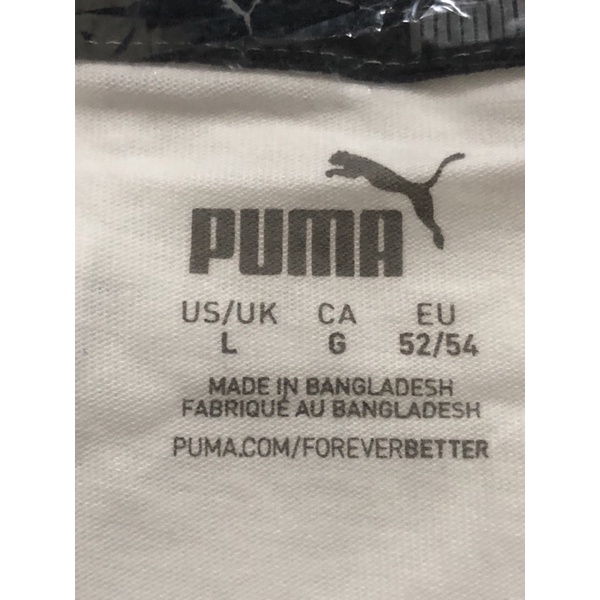 PUMA
US/UK CA EU
L G 52/54
MADE IN BANGLADESH
FABRIQUÉ AU BANGLADESH
PUMA.COM/FOREVERBETTER